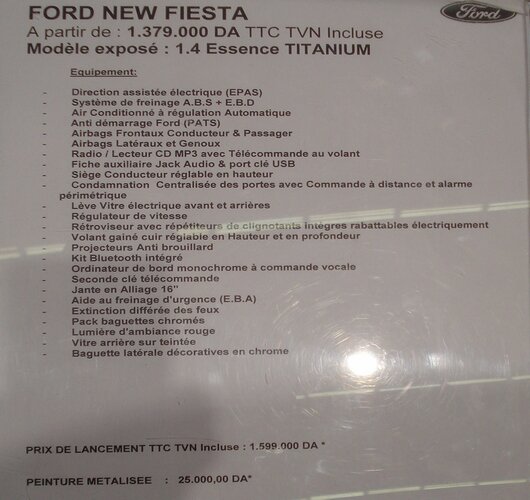 FORD NEW FIESTA
Ford
A partir de : 1.379.000 DA TTC TVN Incluse
Modèle exposé : 1.4 Essence TITANIUM
Equipement:
- Direction assistée électrique (EPAS)
- Système de freinage A.B.S + E.B.D
- Air Conditionné à régulation Automatique
- Anti démarrage Ford (PATS)
- Airbags Frontaux Conducteur & Passager
- Airbags Latéraux et Genoux
- Radio / Lecteur CD MP3 avec Télécommande au volant
- Fiche auxiliaire Jack Audio & port clé USB
- Siège Conducteur réglable en hauteur
- Condamnation Centralisée des portes avec Commande à distance et alarme
périmétrique
- Lève Vitre électrique avant et arrières
- Régulateur de vitesse
- Rétroviseur avec répétiteurs de clignotants intègres rabattables électriquement
- Volant gainé cuir réglable en Hauteur et en profondeur
- Projecteurs Anti brouillard
- Kit Bluetooth intégré
- Ordinateur de bord monochrome à commande vocale
- Seconde clé télécommande
- Jante en Alliage 16"
- Aide au freinage d'urgence (E.B.A)
- Extinction différée des feux
- Pack baguettes chromés
- Lumière d'ambiance rouge
- Vitre arrière sur teintée
- Baguette latérale décoratives en chrome
PRIX DE LANCEMENT TTC TVN Incluse : 1.599.000 DA *
PEINTURE METALISEE : 25.000,00 DA*